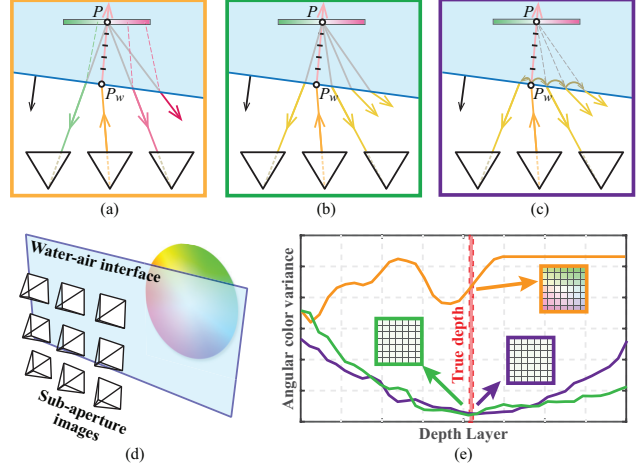 P
P
P
Pw
Pw
Pw
(a)
(b)
(c)
Water-air interface
Sub-aperture
images
(d)
Angular color variance
True depth
Depth Layer
(e)